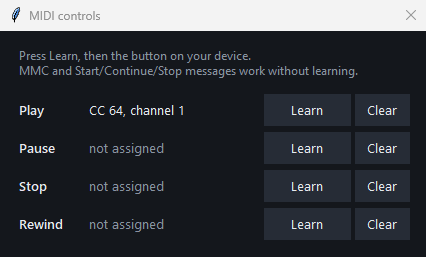 MIDI controls
Press Learn, then the button on your device.
MMC and Start/Continue/Stop messages work without learning.
Play CC 64, channel 1 Learn Clear
Pause not assigned Learn Clear
Stop not assigned Learn Clear
Rewind not assigned Learn Clear